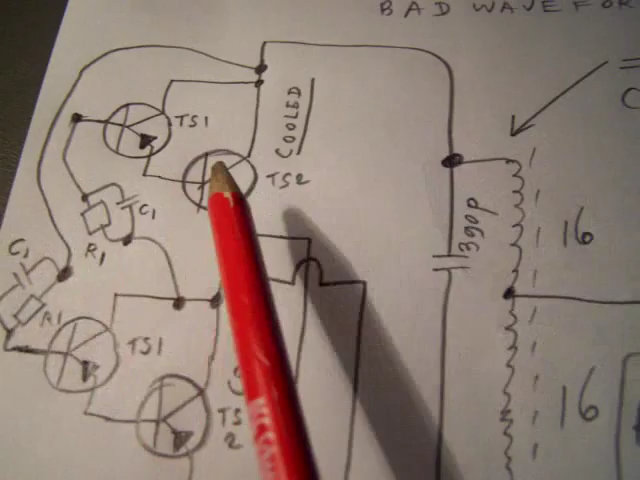 BAD WAVEFOR
TS1
COOLED
TS2
C1
R1
390p
16
C1
R1
TS1
TS
2
16